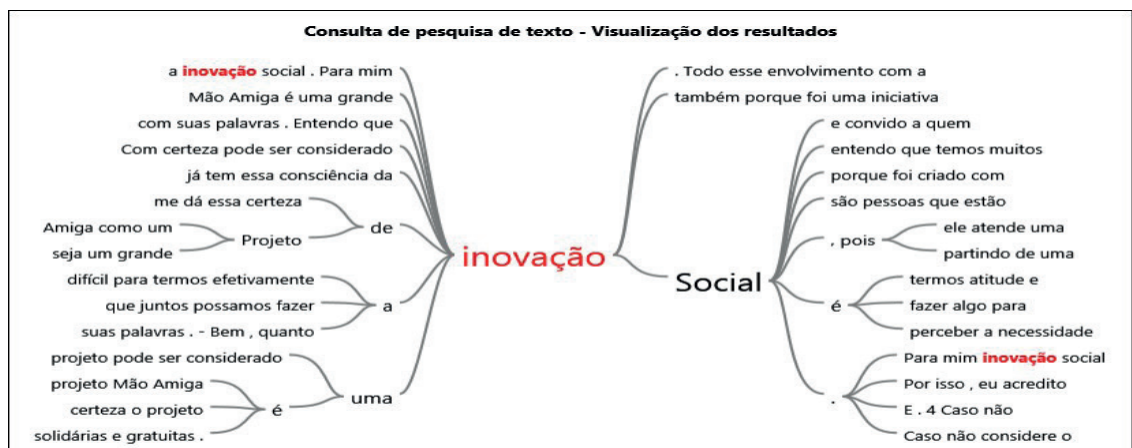 Consulta de pesquisa de texto - Visualização dos resultados
a inovação social . Para mim
Mão Amiga é uma grande
com suas palavras . Entendo que
Com certeza pode ser considerado
já tem essa consciência da
me dá essa certeza
Amiga como um
seja um grande
Projeto
de
difícil para termos efetivamente
que juntos possamos fazer
suas palavras . - Bem , quanto
a
projeto pode ser considerado
projeto Mão Amiga
certeza o projeto
solidárias e gratuitas .
é
uma
inovação
. Todo esse envolvimento com a
também porque foi uma iniciativa
Social
e convido a quem
entendo que temos muitos
porque foi criado com
são pessoas que estão
, pois
ele atende uma
partindo de uma
é
termos atitude e
fazer algo para
perceber a necessidade
.
Para mim inovação social
Por isso , eu acredito
E . 4 Caso não
Caso não considere o